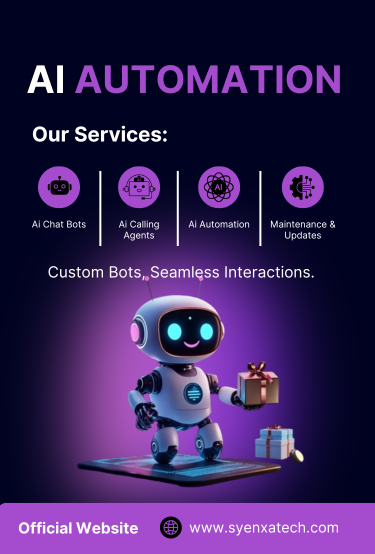 AI AUTOMATION
Our Services:
Ai Chat Bots
Ai Calling
Agents
AI
Ai Automation
Maintenance &
Updates
Custom Bots, Seamless Interactions.
Official Website
www.syenxatech.com